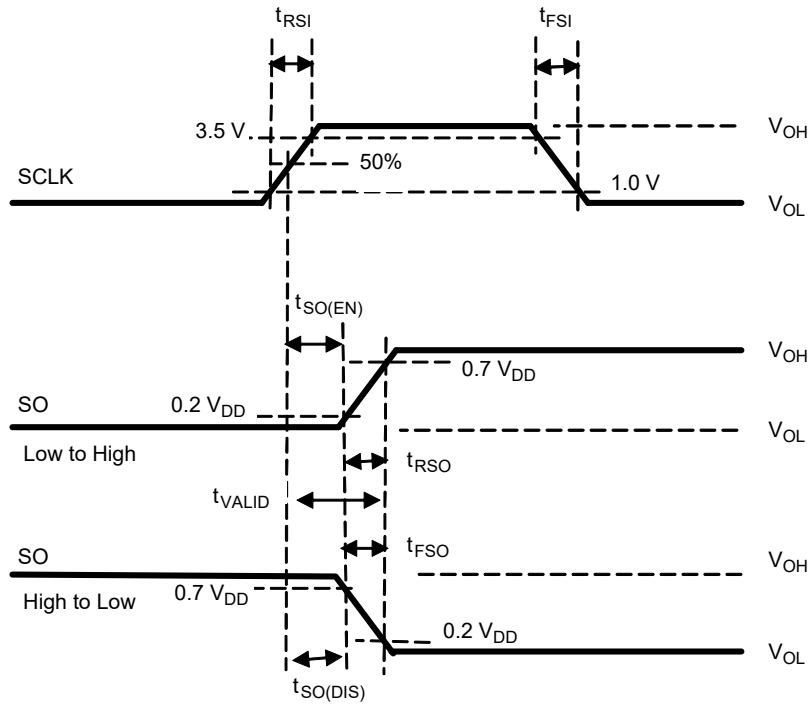 tRSI
tFSI
3.5 V
VOH
50%
SCLK
1.0 V
VOL
tSO(EN)
VOH
0.7 VDD
SO
0.2 VDD
VOL
Low to High
tRSO
tVALID
tFSO
SO
VOH
High to Low
0.7 VDD
0.2 VDD
VOL
tSO(DIS)